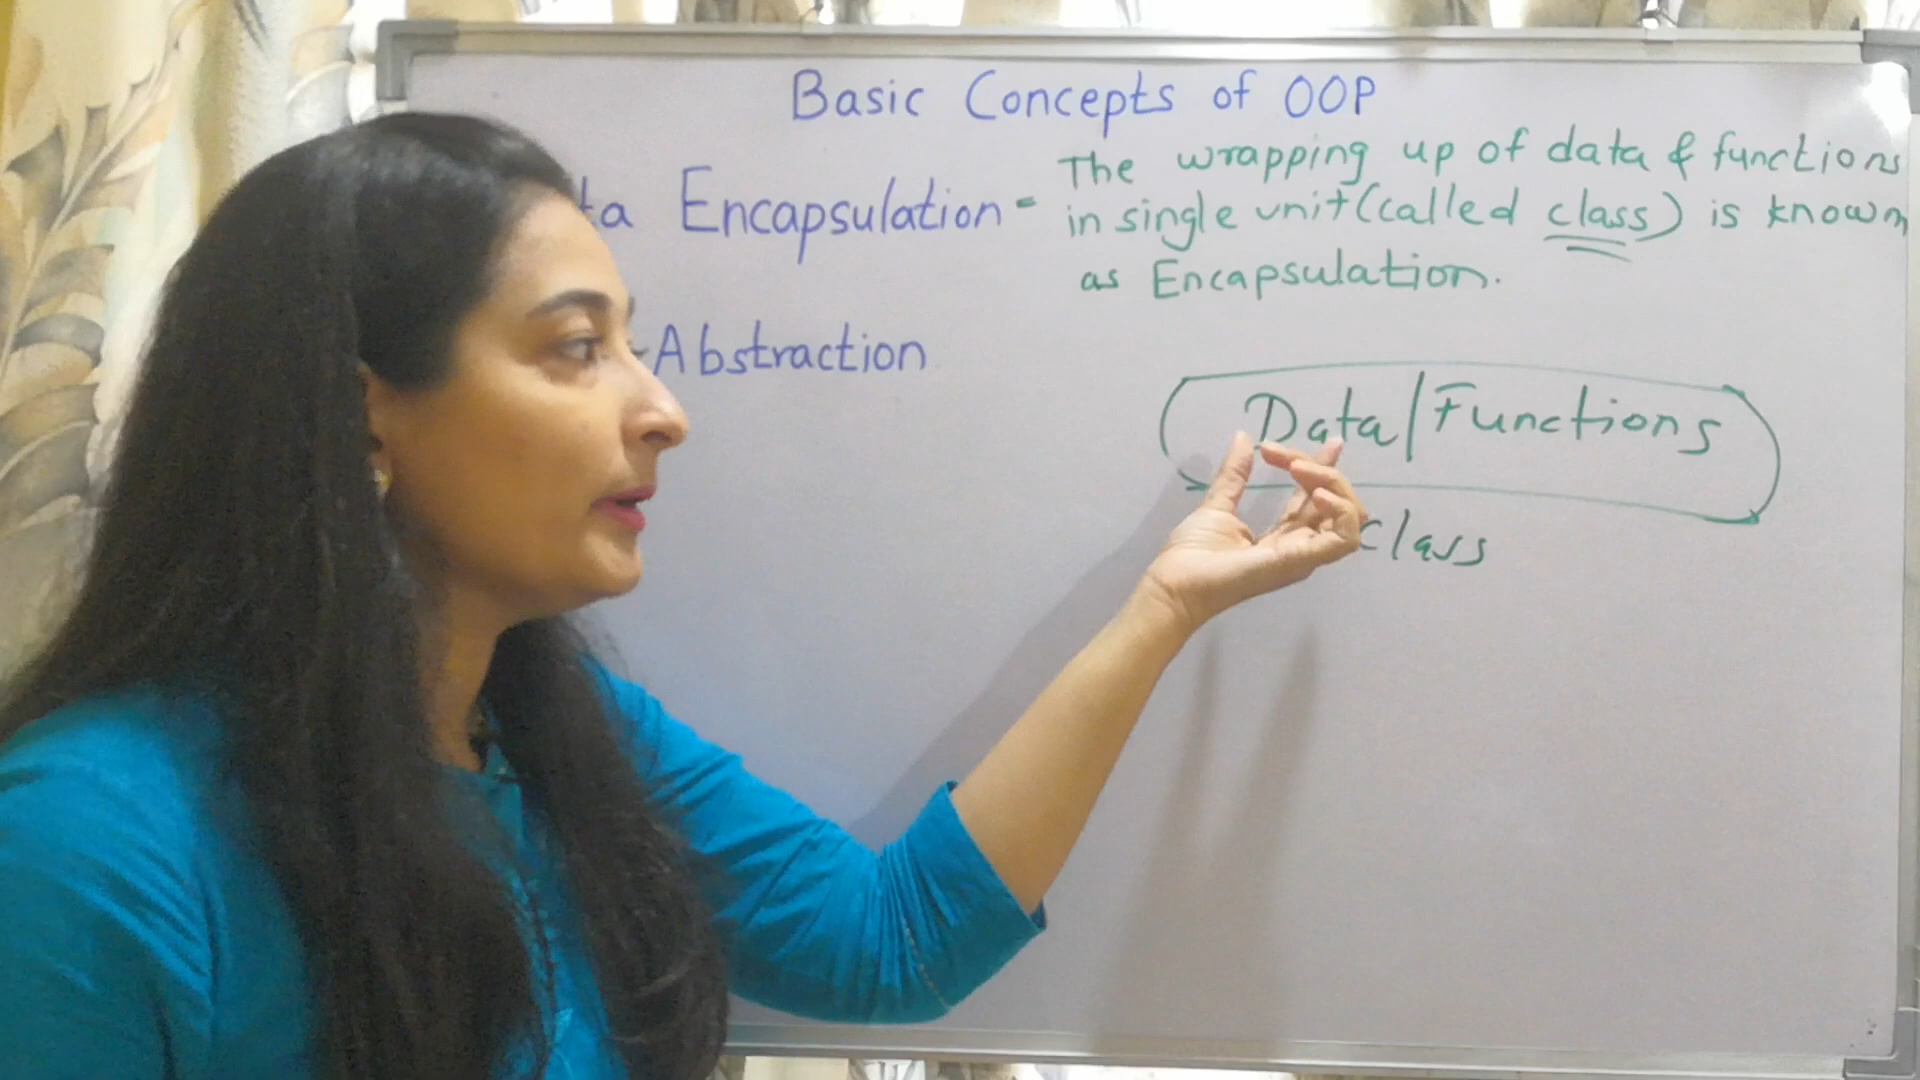 Basic Concepts of OOP
ta Encapsulation - The wrapping up of data & functions
in single unit (called class) is known
as Encapsulation.
Abstraction
Data/Functions
class